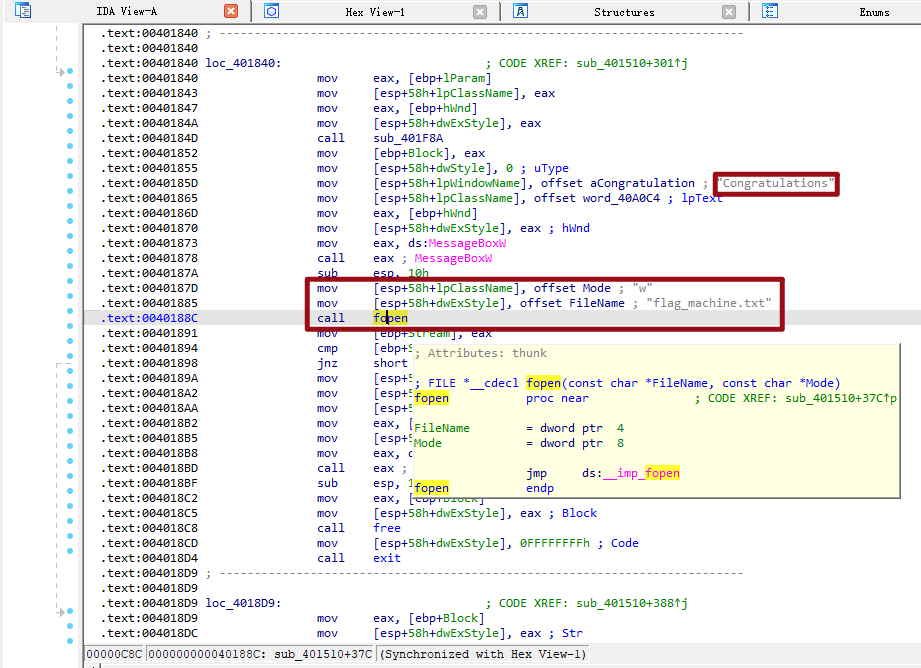 IDA View-A Hex View-1 Structures Enums
.text:00401840 ; ---------------------------------------------------------------------------
.text:00401840
.text:00401840 loc_401840: ; CODE XREF: sub_401510+301↑j
.text:00401840 mov eax, [ebp+lParam]
.text:00401843 mov [esp+58h+lpClassName], eax
.text:00401847 mov eax, [ebp+hWnd]
.text:0040184A mov [esp+58h+dwExStyle], eax
.text:0040184D call sub_401F8A
.text:00401852 mov [ebp+Block], eax
.text:00401855 mov [esp+58h+dwStyle], 0 ; uType
.text:0040185D mov [esp+58h+lpWindowName], offset aCongratulation ; "Congratulations"
.text:00401865 mov [esp+58h+lpClassName], offset word_40A0C4 ; lpText
.text:0040186D mov eax, [ebp+hWnd]
.text:00401870 mov [esp+58h+dwExStyle], eax ; hWnd
.text:00401873 mov eax, ds:MessageBoxW
.text:00401878 call eax ; MessageBoxW
.text:0040187A sub esp, 10h
.text:0040187D mov [esp+58h+lpClassName], offset Mode ; "w"
.text:00401885 mov [esp+58h+dwExStyle], offset FileName ; "flag_machine.txt"
.text:0040188C call fopen
.text:00401891 mov [ebp+Stream], eax
.text:00401894 cmp [ebp+S
.text:00401898 jnz short
.text:0040189A mov [esp+5
.text:004018A2 mov [esp+5
.text:004018AA mov [esp+5
.text:004018B2 mov eax, [
.text:004018B5 mov [esp+5
.text:004018B8 mov eax, d
.text:004018BD call eax ;
.text:004018BF sub esp, 1
.text:004018C2 mov eax, [ebp+Block]
.text:004018C5 mov [esp+58h+dwExStyle], eax ; Block
.text:004018C8 call free
.text:004018CD mov [esp+58h+dwExStyle], 0FFFFFFFFh ; Code
.text:004018D4 call exit
.text:004018D9 ; ---------------------------------------------------------------------------
.text:004018D9
.text:004018D9 loc_4018D9: ; CODE XREF: sub_401510+388↑j
.text:004018D9 mov eax, [ebp+Block]
.text:004018DC mov [esp+58h+dwExStyle], eax ; Str
; Attributes: thunk
; FILE *__cdecl fopen(const char *FileName, const char *Mode)
fopen proc near ; CODE XREF: sub_401510+37C↑p
FileName = dword ptr 4
Mode = dword ptr 8
jmp ds:__imp_fopen
fopen endp
00000C8C 000000000040188C: sub_401510+37C (Synchronized with Hex View-1)